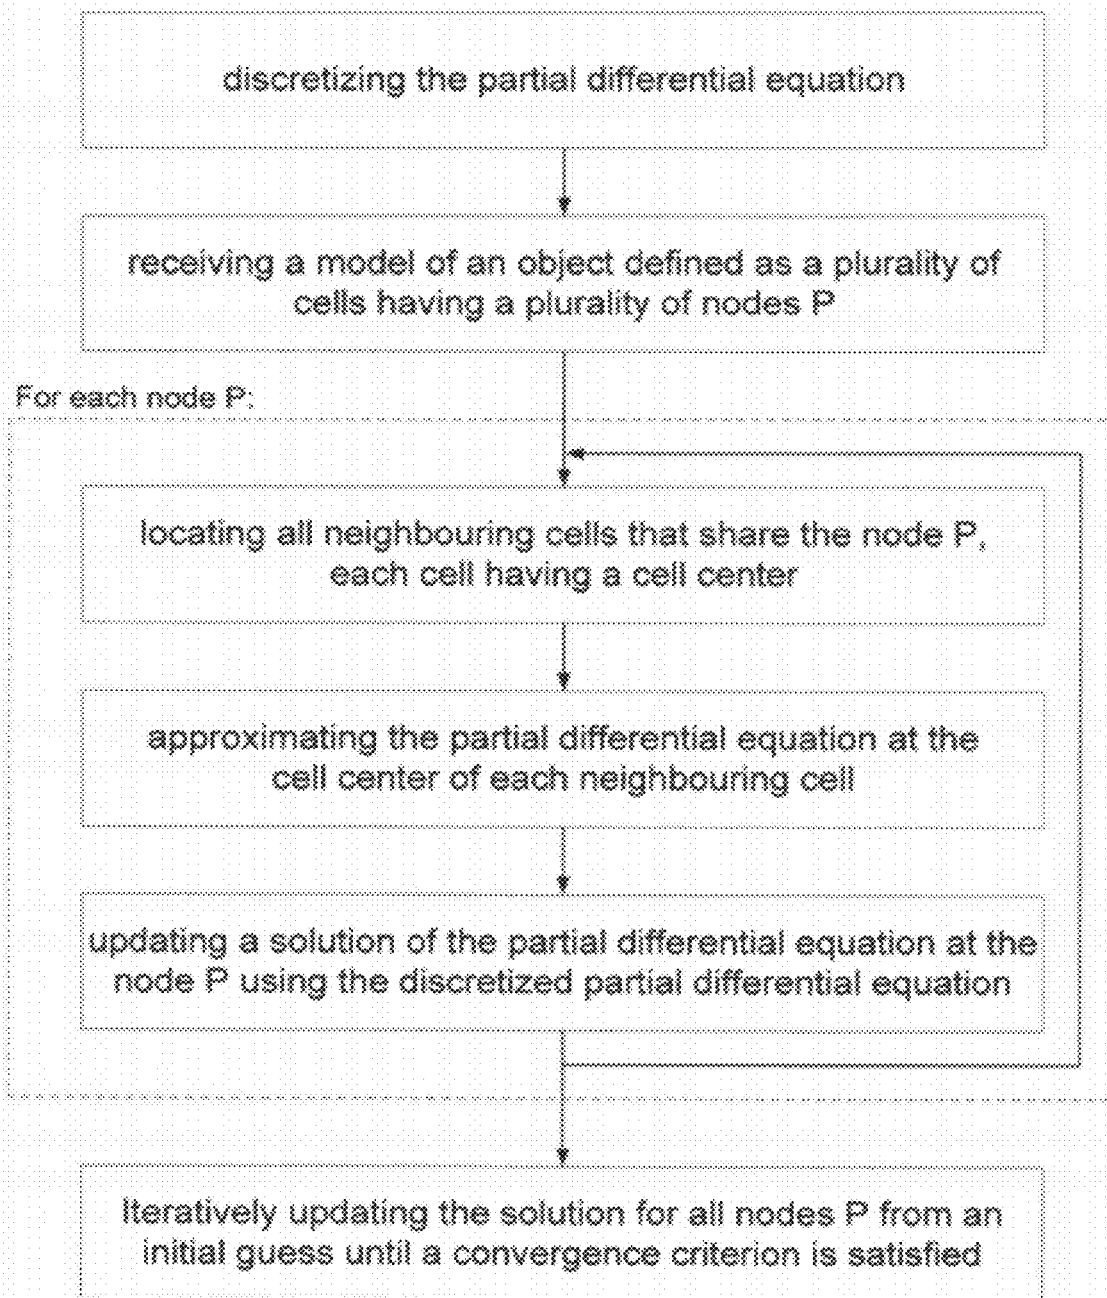 discretizing the partial differential equation
receiving a model of an object defined as a plurality of
cells having a plurality of nodes P
For each node P:
locating all neighbouring cells that share the node P,
each cell having a cell center
approximating the partial differential equation at the
cell center of each neighbouring cell
updating a solution of the partial differential equation at the
node P using the discretized partial differential equation
Iteratively updating the solution for all nodes P from an
initial guess until a convergence criterion is satisfied